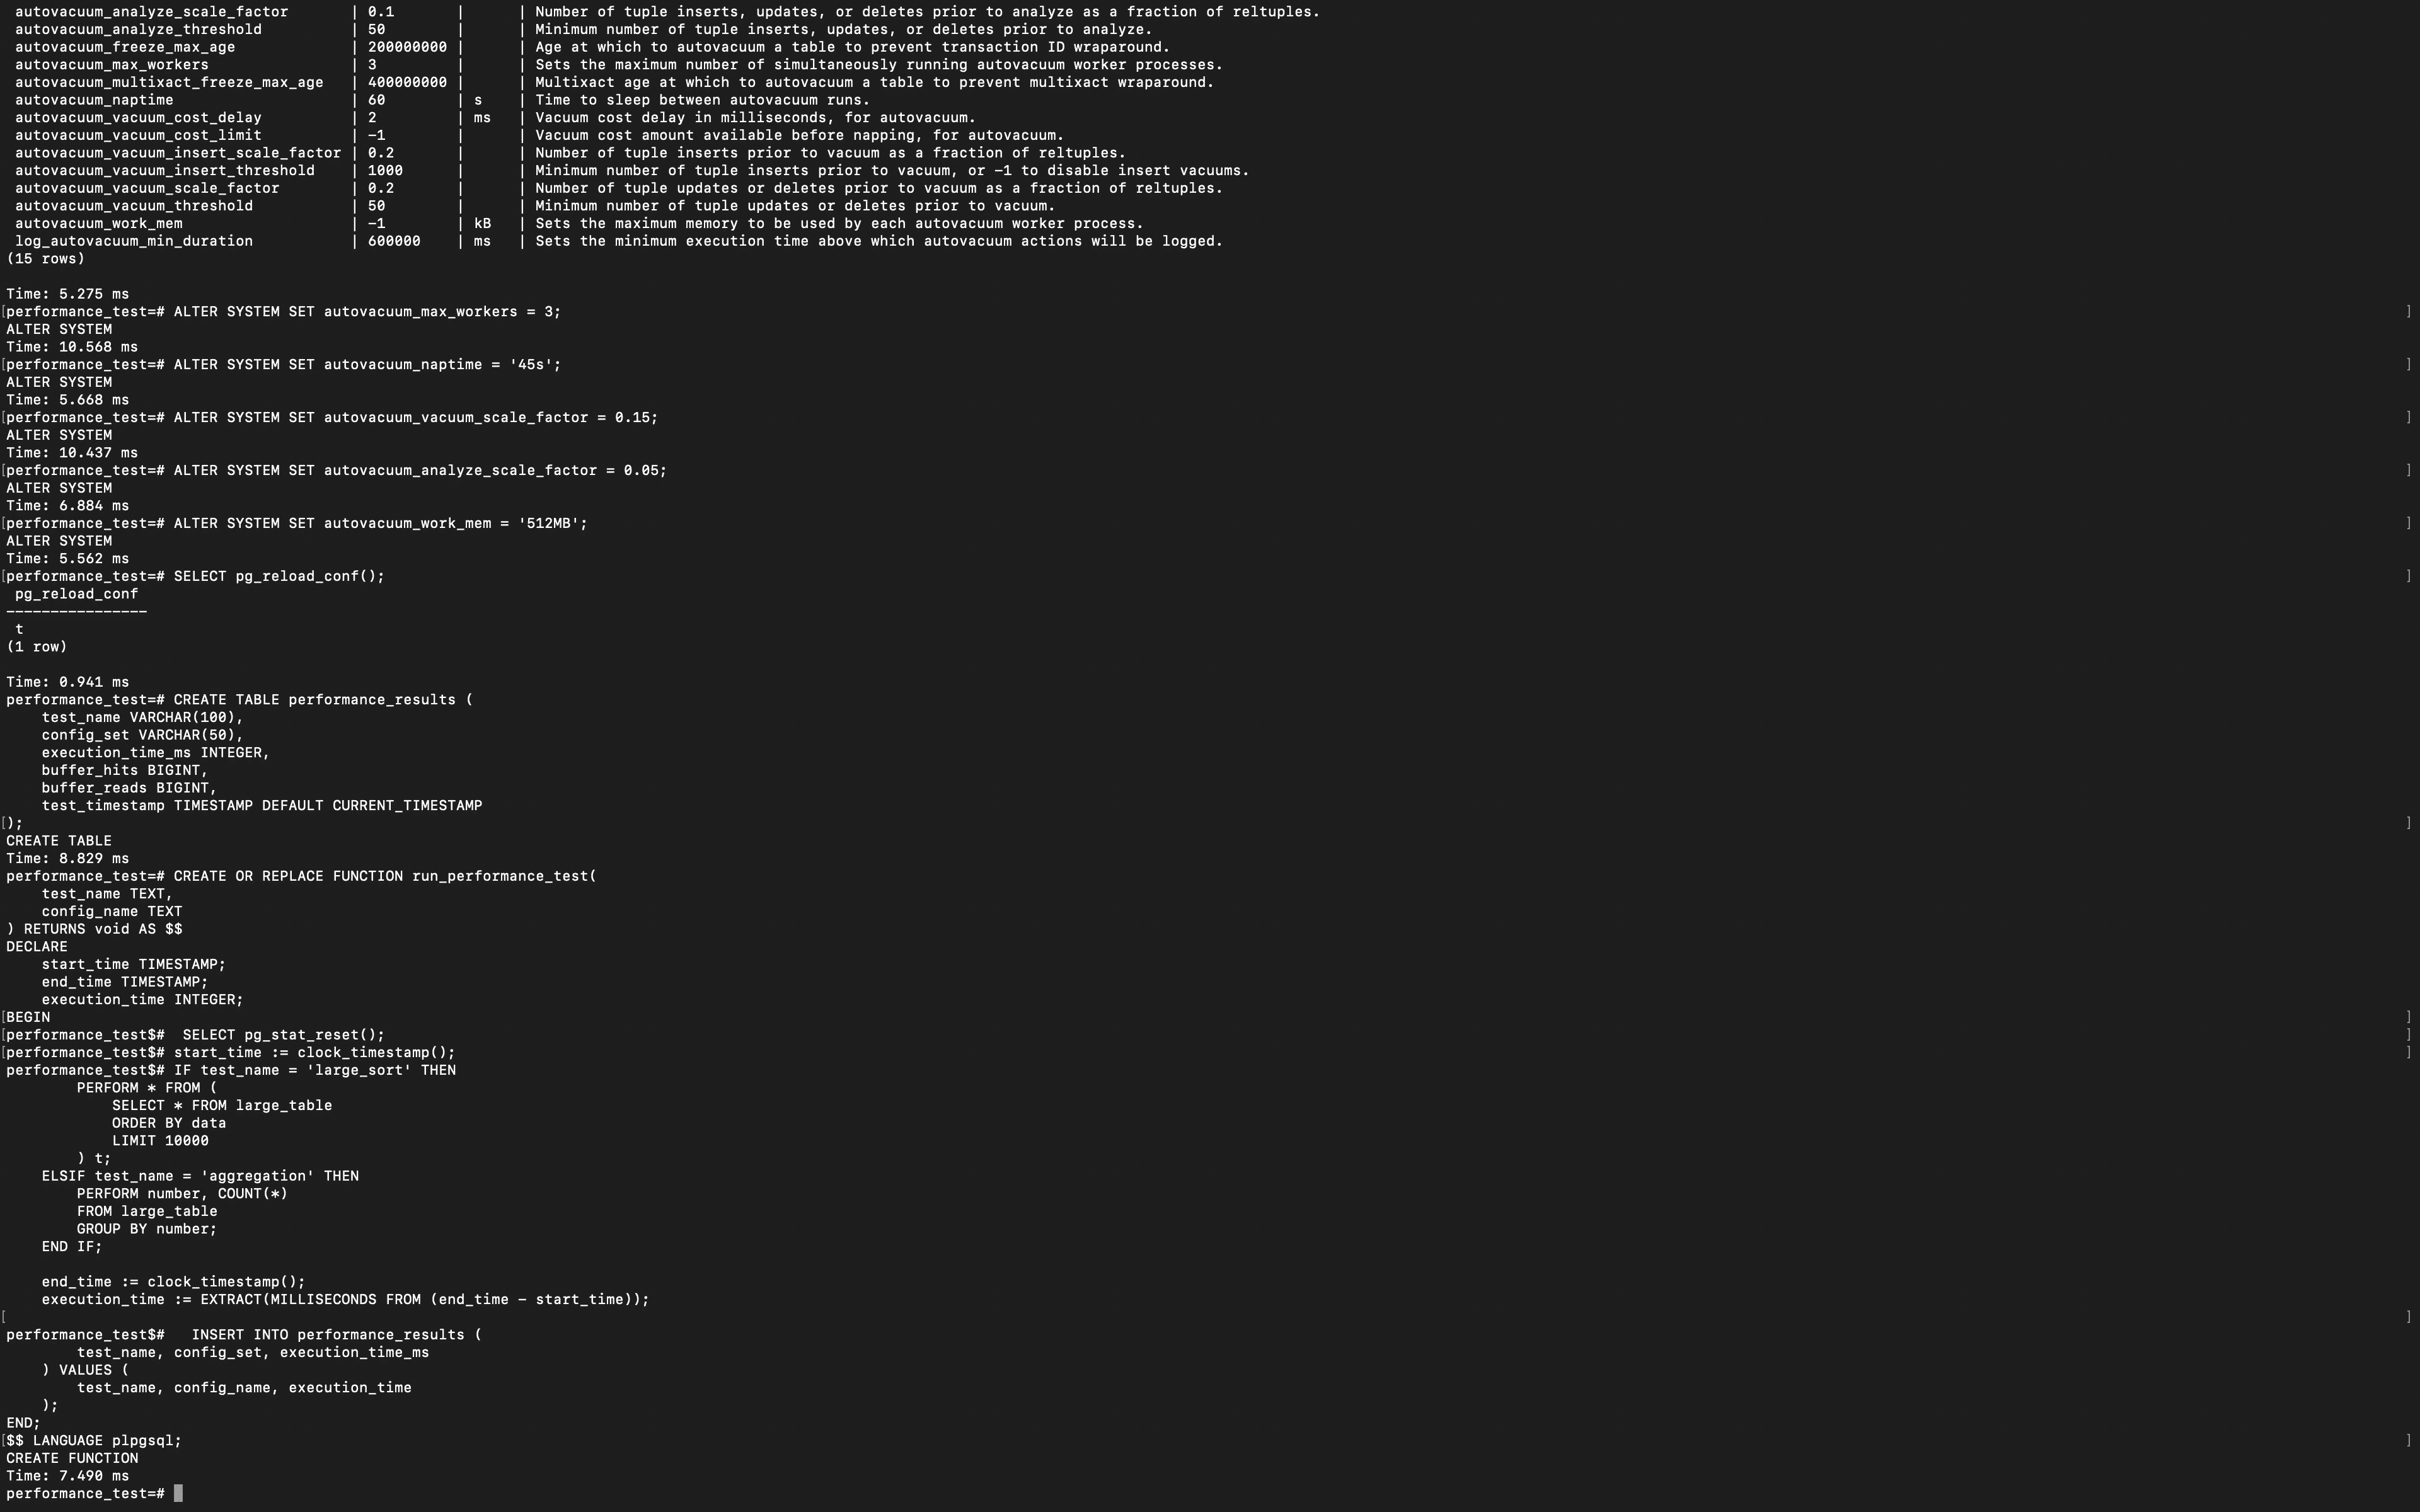 autovacuum_analyze_scale_factor       | 0.1       |      | Number of tuple inserts, updates, or deletes prior to analyze as a fraction of reltuples.
 autovacuum_analyze_threshold          | 50        |      | Minimum number of tuple inserts, updates, or deletes prior to analyze.
 autovacuum_freeze_max_age             | 200000000 |      | Age at which to autovacuum a table to prevent transaction ID wraparound.
 autovacuum_max_workers                | 3         |      | Sets the maximum number of simultaneously running autovacuum worker processes.
 autovacuum_multixact_freeze_max_age   | 400000000 |      | Multixact age at which to autovacuum a table to prevent multixact wraparound.
 autovacuum_naptime                    | 60        | s    | Time to sleep between autovacuum runs.
 autovacuum_vacuum_cost_delay          | 2         | ms   | Vacuum cost delay in milliseconds, for autovacuum.
 autovacuum_vacuum_cost_limit          | -1        |      | Vacuum cost amount available before napping, for autovacuum.
 autovacuum_vacuum_insert_scale_factor | 0.2       |      | Number of tuple inserts prior to vacuum as a fraction of reltuples.
 autovacuum_vacuum_insert_threshold    | 1000      |      | Minimum number of tuple inserts prior to vacuum, or -1 to disable insert vacuums.
 autovacuum_vacuum_scale_factor        | 0.2       |      | Number of tuple updates or deletes prior to vacuum as a fraction of reltuples.
 autovacuum_vacuum_threshold           | 50        |      | Minimum number of tuple updates or deletes prior to vacuum.
 autovacuum_work_mem                   | -1        | kB   | Sets the maximum memory to be used by each autovacuum worker process.
 log_autovacuum_min_duration           | 600000    | ms   | Sets the minimum execution time above which autovacuum actions will be logged.
(15 rows)

Time: 5.275 ms
[performance_test=# ALTER SYSTEM SET autovacuum_max_workers = 3; ]
ALTER SYSTEM
Time: 10.568 ms
[performance_test=# ALTER SYSTEM SET autovacuum_naptime = '45s'; ]
ALTER SYSTEM
Time: 5.668 ms
[performance_test=# ALTER SYSTEM SET autovacuum_vacuum_scale_factor = 0.15; ]
ALTER SYSTEM
Time: 10.437 ms
[performance_test=# ALTER SYSTEM SET autovacuum_analyze_scale_factor = 0.05; ]
ALTER SYSTEM
Time: 6.884 ms
[performance_test=# ALTER SYSTEM SET autovacuum_work_mem = '512MB'; ]
ALTER SYSTEM
Time: 5.562 ms
[performance_test=# SELECT pg_reload_conf(); ]
 pg_reload_conf
----------------
 t
(1 row)

Time: 0.941 ms
performance_test=# CREATE TABLE performance_results (
    test_name VARCHAR(100),
    config_set VARCHAR(50),
    execution_time_ms INTEGER,
    buffer_hits BIGINT,
    buffer_reads BIGINT,
    test_timestamp TIMESTAMP DEFAULT CURRENT_TIMESTAMP
[); ]
CREATE TABLE
Time: 8.829 ms
performance_test=# CREATE OR REPLACE FUNCTION run_performance_test(
    test_name TEXT,
    config_name TEXT
) RETURNS void AS $$
DECLARE
    start_time TIMESTAMP;
    end_time TIMESTAMP;
    execution_time INTEGER;
[BEGIN ]
[performance_test$#  SELECT pg_stat_reset(); ]
[performance_test$# start_time := clock_timestamp(); ]
performance_test$# IF test_name = 'large_sort' THEN
        PERFORM * FROM (
            SELECT * FROM large_table
            ORDER BY data
            LIMIT 10000
        ) t;
    ELSIF test_name = 'aggregation' THEN
        PERFORM number, COUNT(*)
        FROM large_table
        GROUP BY number;
    END IF;

    end_time := clock_timestamp();
    execution_time := EXTRACT(MILLISECONDS FROM (end_time - start_time));
[ ]
performance_test$#   INSERT INTO performance_results (
        test_name, config_set, execution_time_ms
    ) VALUES (
        test_name, config_name, execution_time
    );
END;
[$$ LANGUAGE plpgsql; ]
CREATE FUNCTION
Time: 7.490 ms
performance_test=#